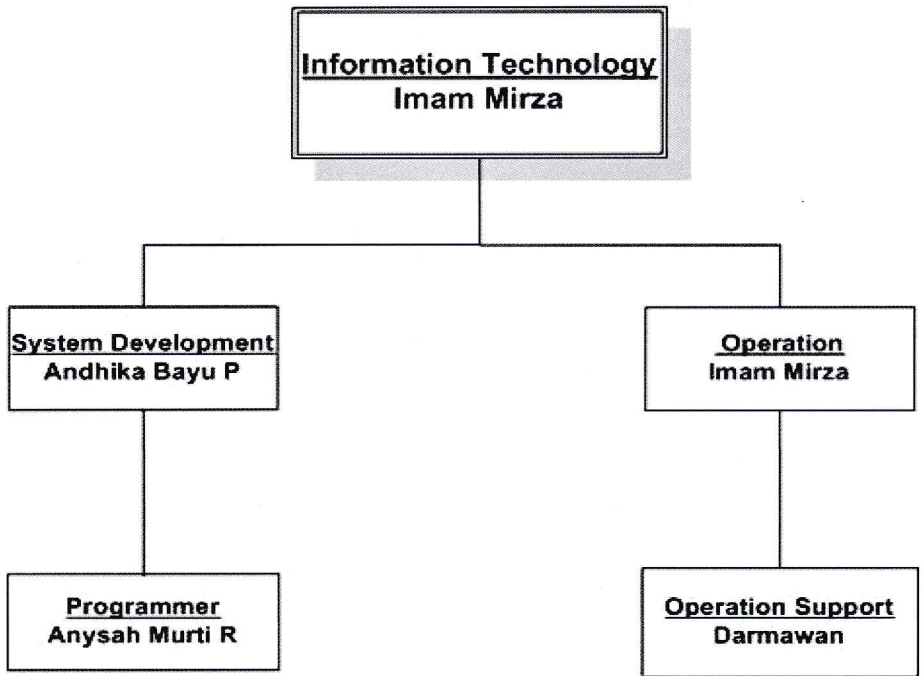 Information Technology
Imam Mirza
System Development
Andhika Bayu P
Operation
Imam Mirza
Programmer
Anysah Murti R
Operation Support
Darmawan